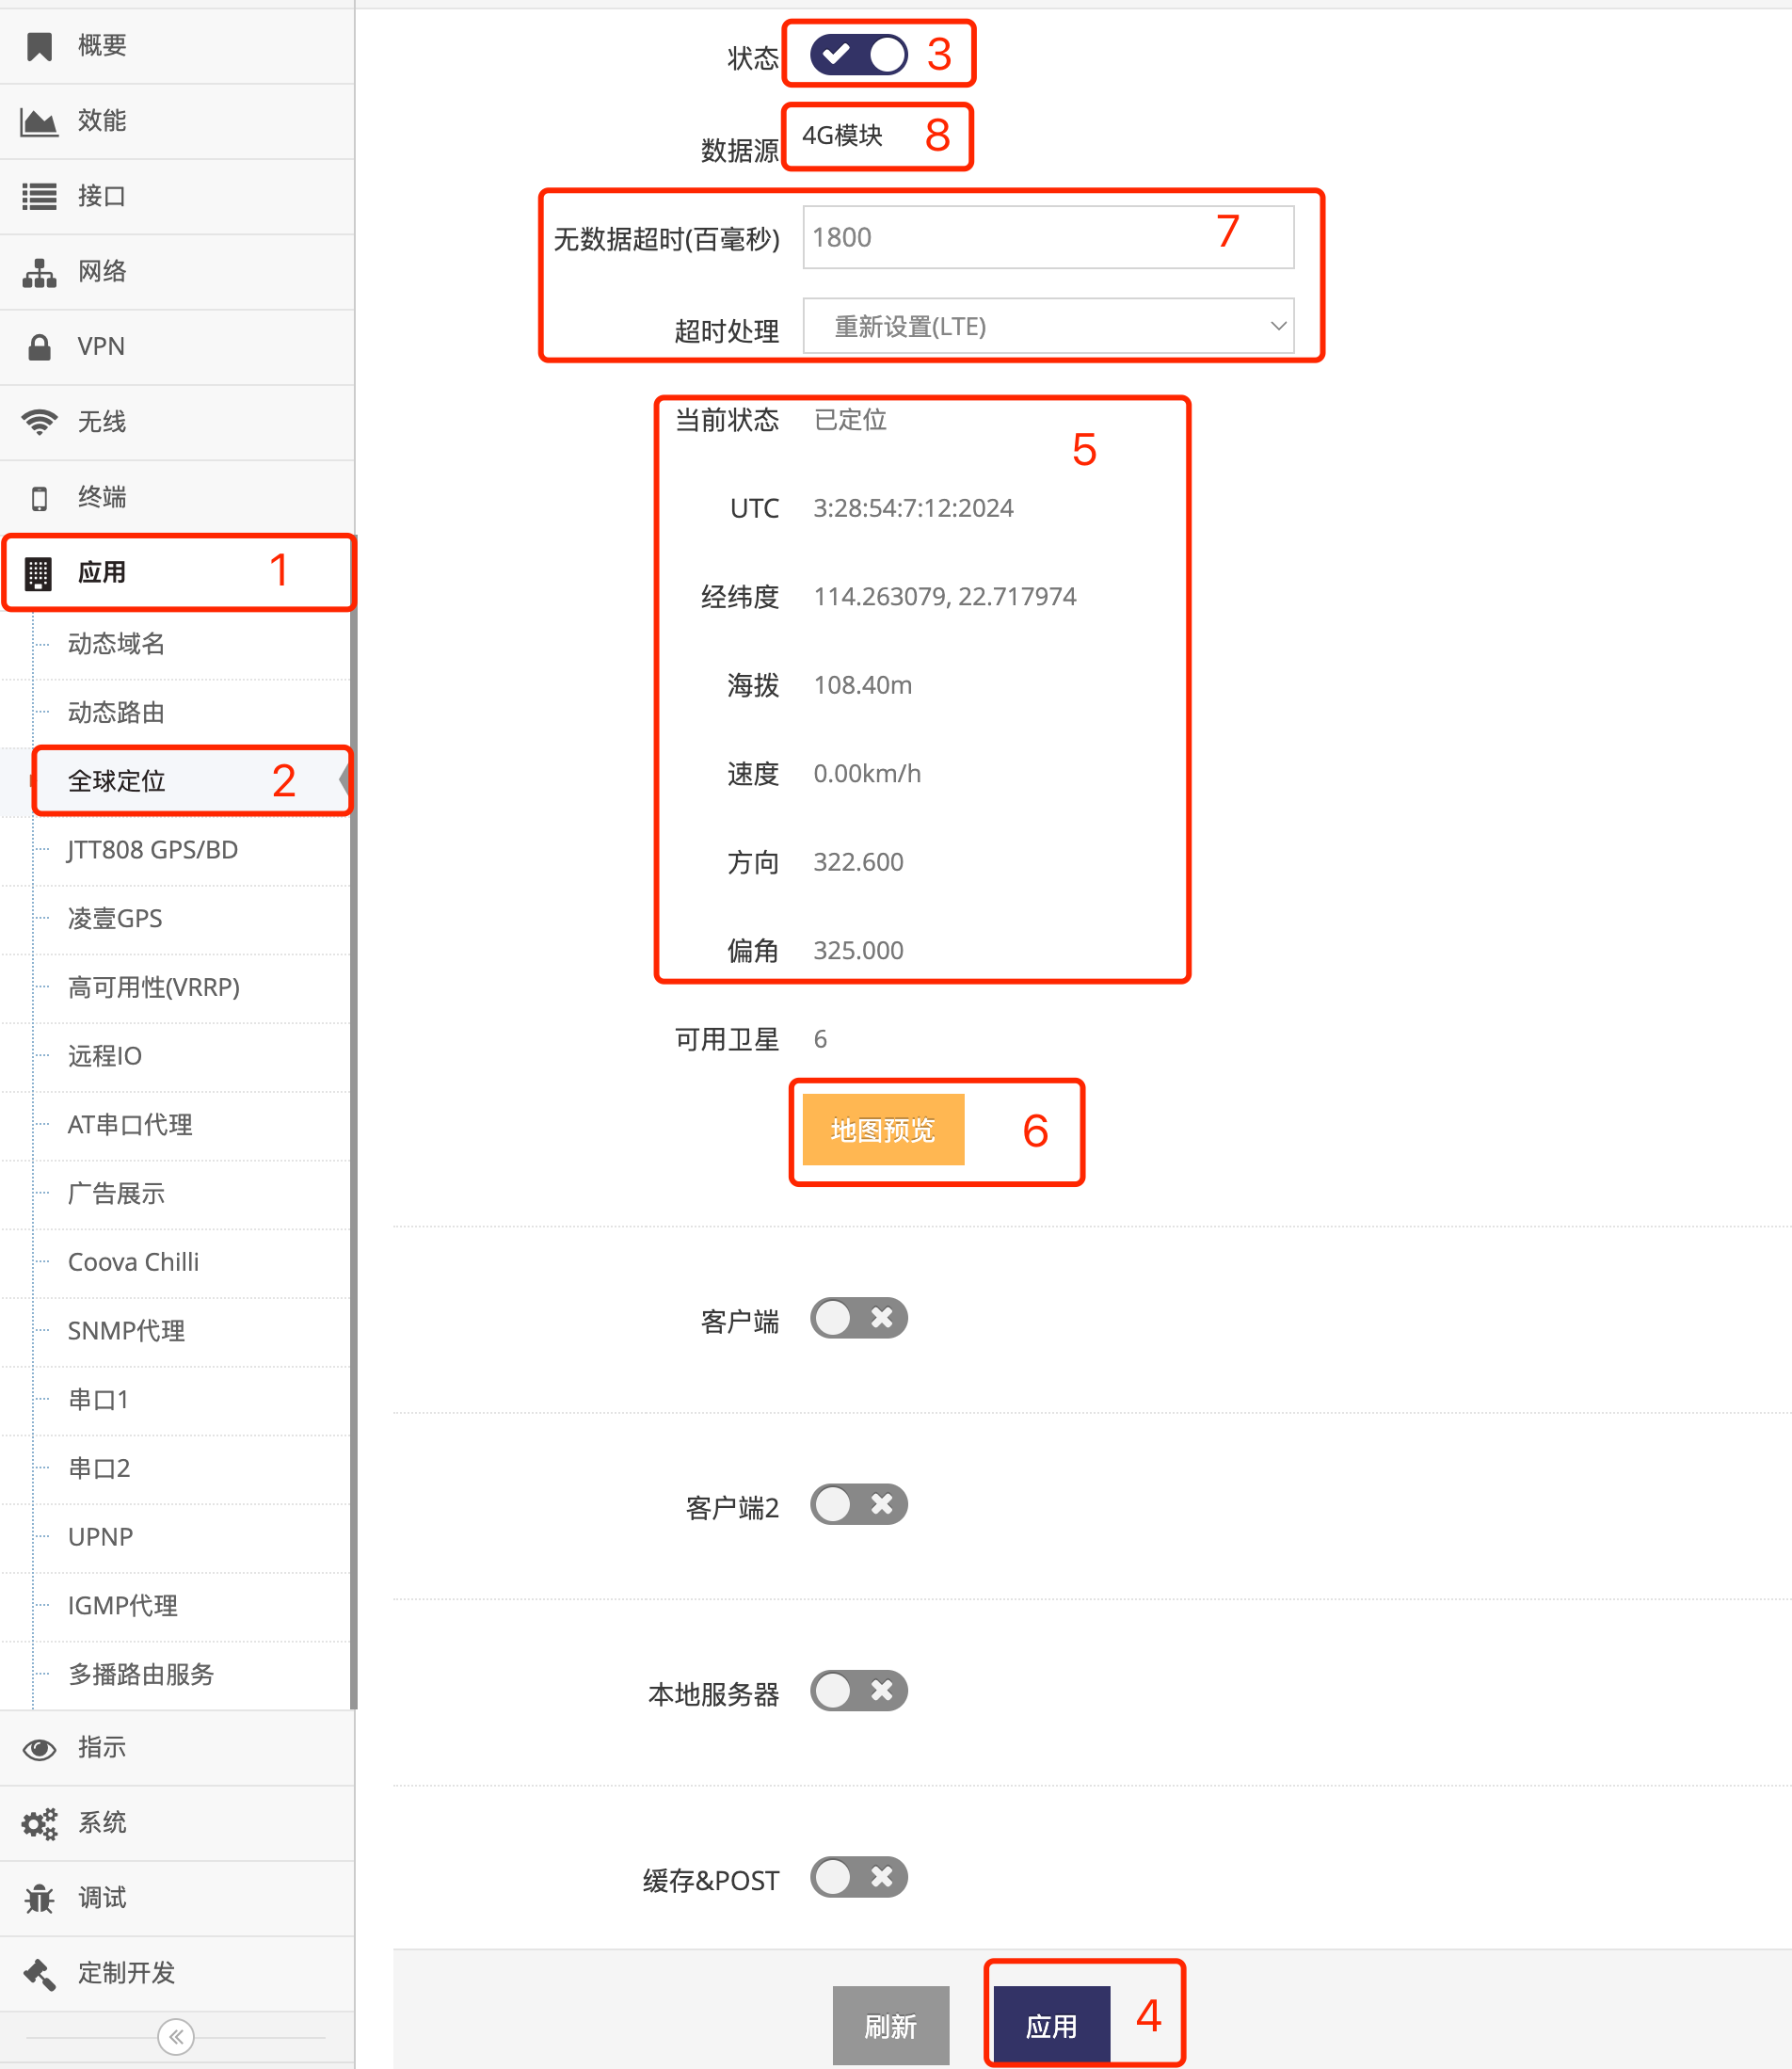 概要
效能
接口
网络
VPN
无线
终端
应用 1
动态域名
动态路由
全球定位 2
JTT808 GPS/BD
凌壹GPS
高可用性(VRRP)
远程IO
AT串口代理
广告展示
Coova Chilli
SNMP代理
串口1
串口2
UPNP
IGMP代理
多播路由服务
指示
系统
调试
定制开发
状态 3
数据源 4G模块 8
无数据超时(百毫秒) 1800 7
超时处理 重新设置(LTE)
当前状态 已定位 5
UTC 3:28:54:7:12:2024
经纬度 114.263079, 22.717974
海拨 108.40m
速度 0.00km/h
方向 322.600
偏角 325.000
可用卫星 6
地图预览 6
客户端
客户端2
本地服务器
缓存&POST
刷新 应用 4